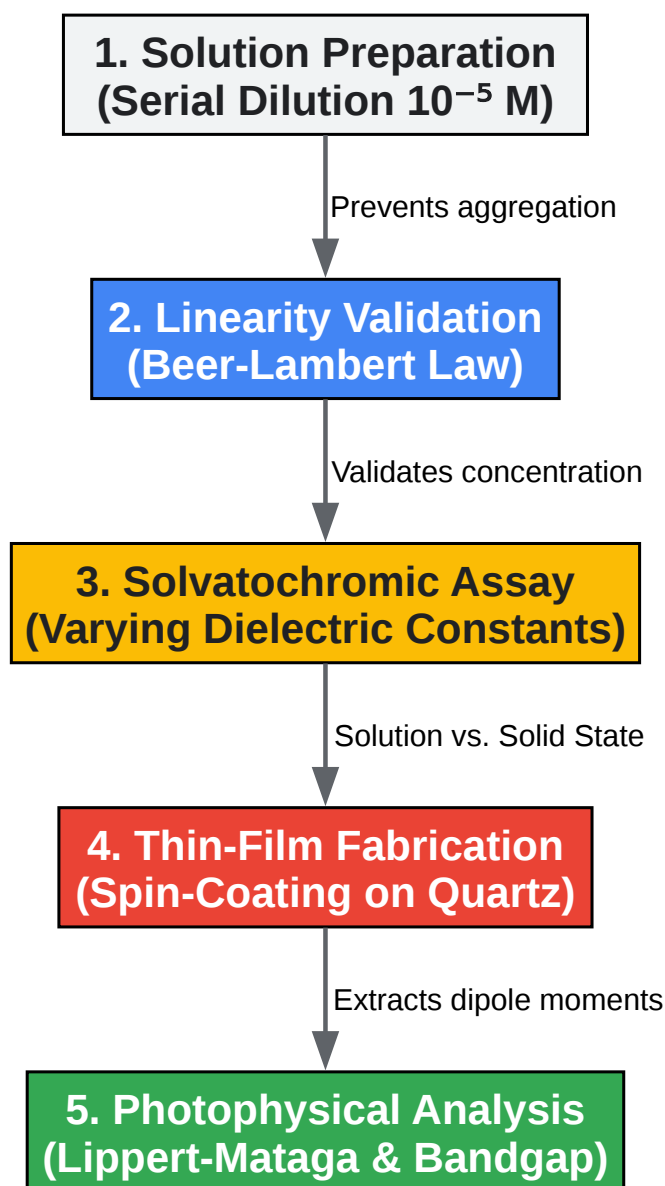 1. Solution Preparation
(Serial Dilution 10⁻⁵ M)
Prevents aggregation
2. Linearity Validation
(Beer-Lambert Law)
Validates concentration
3. Solvatochromic Assay
(Varying Dielectric Constants)
Solution vs. Solid State
4. Thin-Film Fabrication
(Spin-Coating on Quartz)
Extracts dipole moments
5. Photophysical Analysis
(Lippert-Mataga & Bandgap)